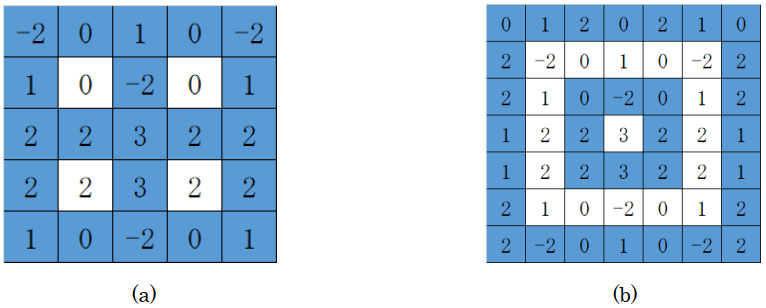 -2 0 1 0 -2
1 0 -2 0 1
2 2 3 2 2
2 2 3 2 2
1 0 -2 0 1
(a)
0 1 2 0 2 1 0
2 -2 0 1 0 -2 2
2 1 0 -2 0 1 2
1 2 2 3 2 2 1
1 2 2 3 2 2 1
2 1 0 -2 0 1 2
2 -2 0 1 0 -2 2
(b)